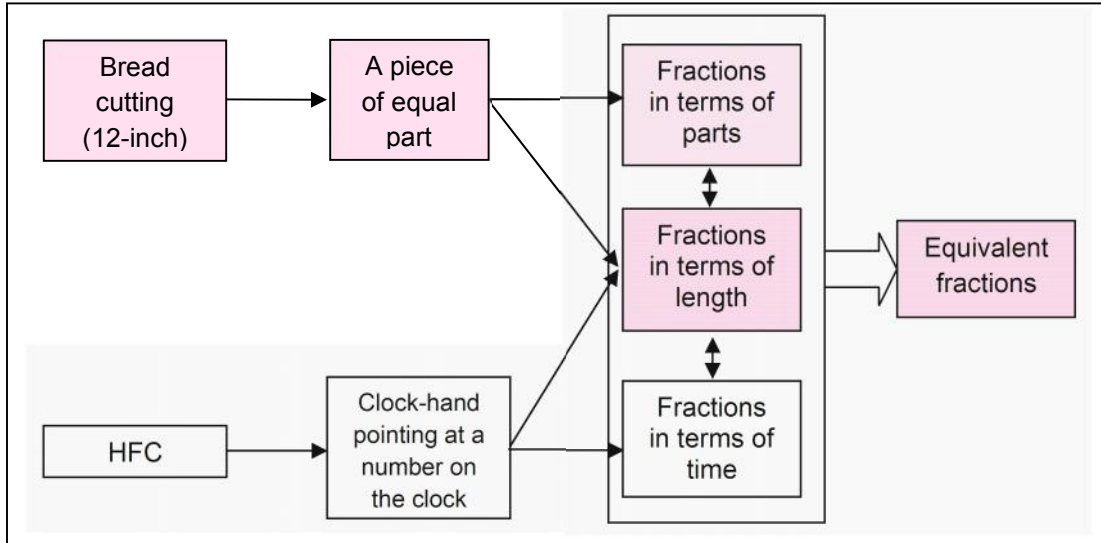 Bread
cutting
(12-inch)
A piece
of equal
part
Fractions
in terms of
parts
Fractions
in terms of
length
Equivalent
fractions
HFC
Clock-hand
pointing at a
number on
the clock
Fractions
in terms of
time